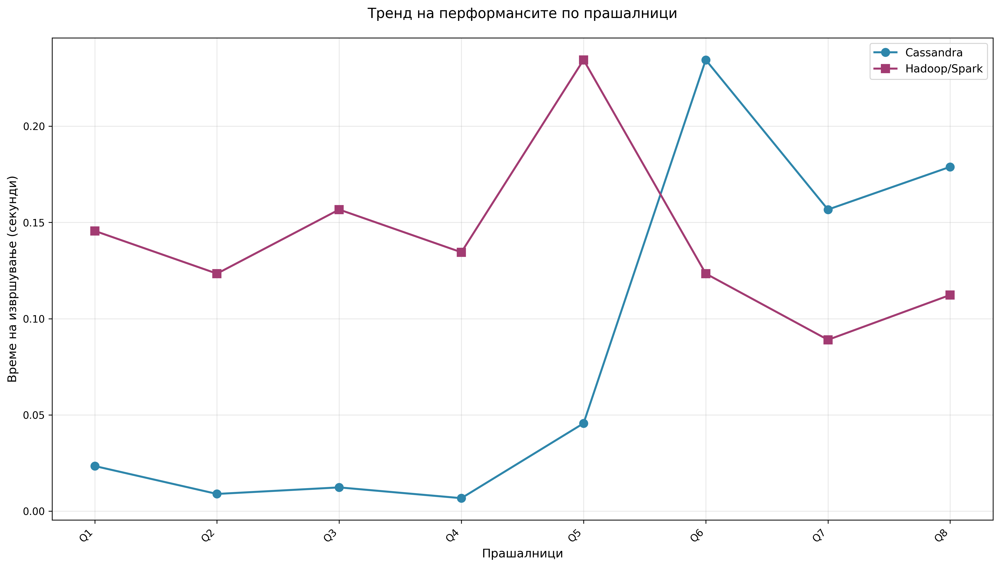 Тренд на перформансите по прашалници
Cassandra
Hadoop/Spark
Време на извршување (секунди)
0.20
0.15
0.10
0.05
0.00
Q1
Q2
Q3
Q4
Q5
Q6
Q7
Q8
Прашалници